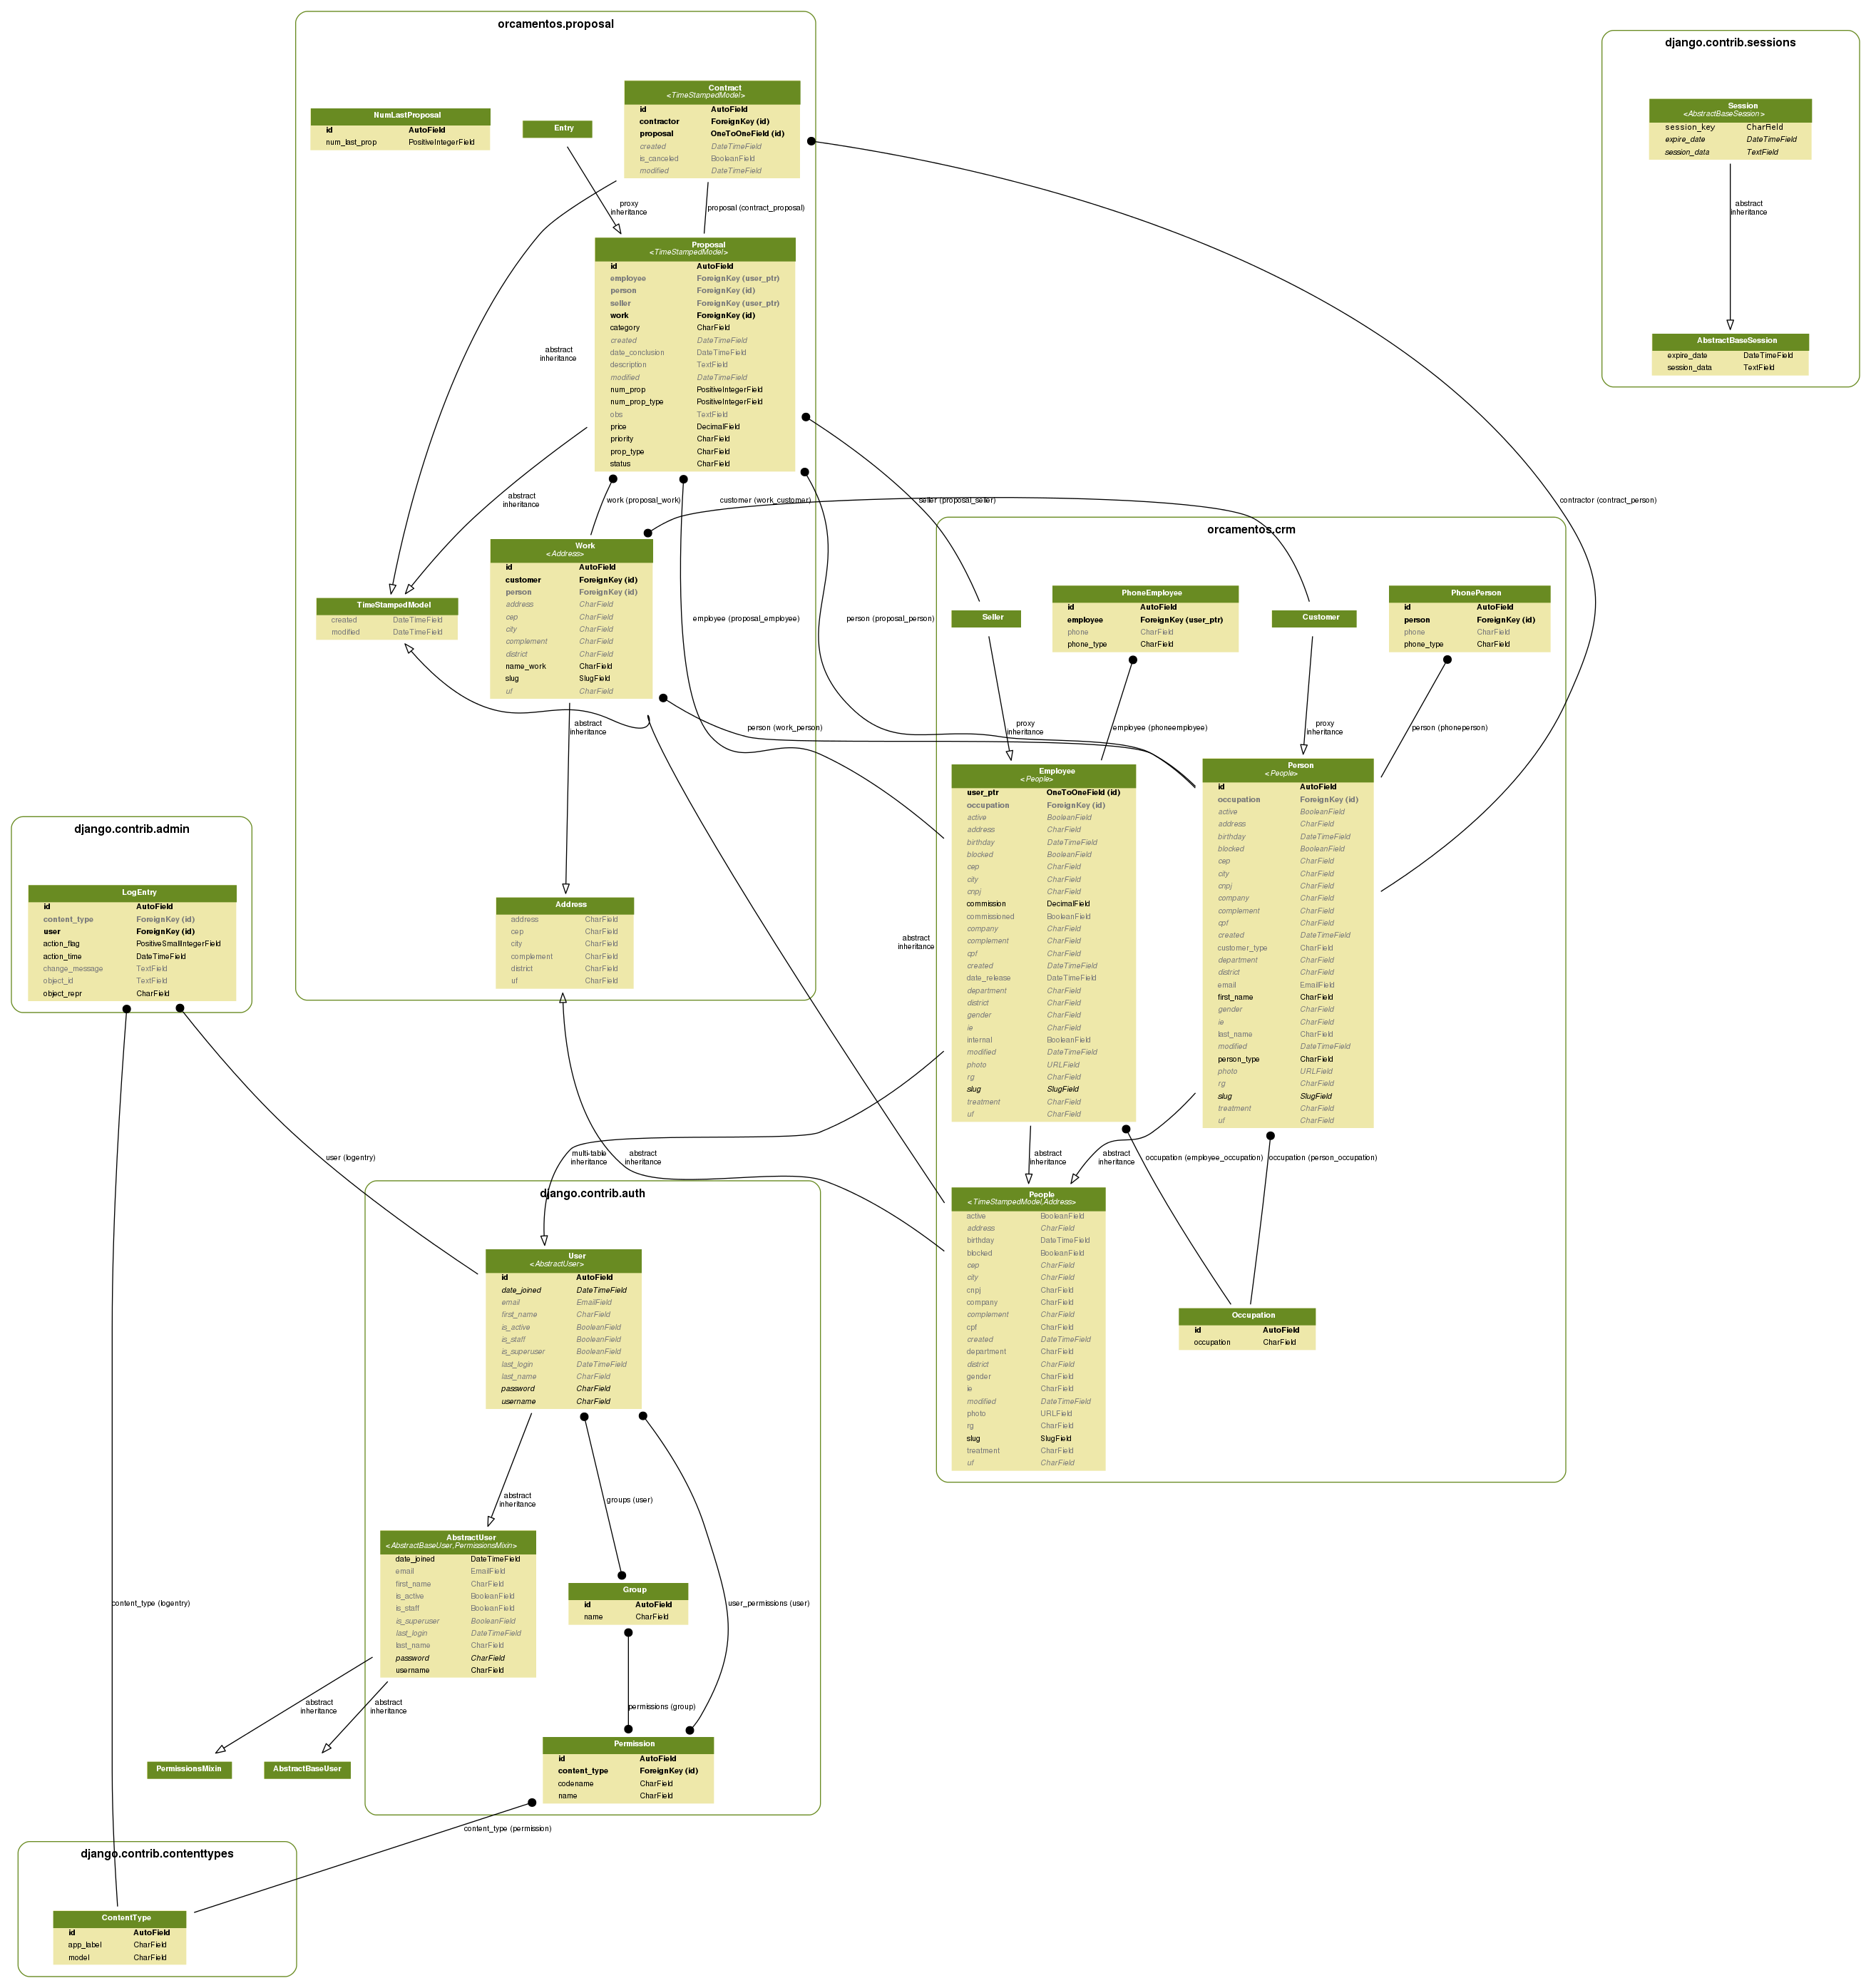 orcamentos.proposal
NumLastProposal
id AutoField
num_last_prop PositiveIntegerField
Entry
Contract
<TimeStampedModel>
id AutoField
contractor ForeignKey (id)
proposal OneToOneField (id)
created DateTimeField
is_canceled BooleanField
modified DateTimeField
proxy
inheritance
proposal (contract_proposal)
Proposal
<TimeStampedModel>
id AutoField
employee ForeignKey (user_ptr)
person ForeignKey (id)
seller ForeignKey (user_ptr)
work ForeignKey (id)
category CharField
created DateTimeField
date_conclusion DateTimeField
description TextField
modified DateTimeField
num_prop PositiveIntegerField
num_prop_type PositiveIntegerField
obs TextField
price DecimalField
priority CharField
prop_type CharField
status CharField
abstract
inheritance
abstract
inheritance
work (proposal_work)
customer (work_customer)
seller (proposal_seller)
contractor (contract_person)
Work
<Address>
id AutoField
customer ForeignKey (id)
person ForeignKey (id)
address CharField
cep CharField
city CharField
complement CharField
district CharField
name_work CharField
slug SlugField
uf CharField
TimeStampedModel
created DateTimeField
modified DateTimeField
employee (proposal_employee)
person (proposal_person)
abstract
inheritance
person (work_person)
Address
address CharField
cep CharField
city CharField
complement CharField
district CharField
uf CharField
django.contrib.sessions
Session
<AbstractBaseSession>
session_key CharField
expire_date DateTimeField
session_data TextField
abstract
inheritance
AbstractBaseSession
expire_date DateTimeField
session_data TextField
orcamentos.crm
Seller
PhoneEmployee
id AutoField
employee ForeignKey (user_ptr)
phone CharField
phone_type CharField
Customer
PhonePerson
id AutoField
person ForeignKey (id)
phone CharField
phone_type CharField
proxy
inheritance
employee (phoneemployee)
proxy
inheritance
person (phoneperson)
Employee
<People>
user_ptr OneToOneField (id)
occupation ForeignKey (id)
active BooleanField
address CharField
birthday DateTimeField
blocked BooleanField
cep CharField
city CharField
cnpj CharField
commission DecimalField
commissioned BooleanField
company CharField
complement CharField
cpf CharField
created DateTimeField
date_release DateTimeField
department CharField
district CharField
gender CharField
ie CharField
internal BooleanField
modified DateTimeField
photo URLField
rg CharField
slug SlugField
treatment CharField
uf CharField
Person
<People>
id AutoField
occupation ForeignKey (id)
active BooleanField
address CharField
birthday DateTimeField
blocked BooleanField
cep CharField
city CharField
cnpj CharField
company CharField
complement CharField
cpf CharField
created DateTimeField
customer_type CharField
department CharField
district CharField
email EmailField
first_name CharField
gender CharField
ie CharField
last_name CharField
modified DateTimeField
person_type CharField
photo URLField
rg CharField
slug SlugField
treatment CharField
uf CharField
abstract
inheritance
abstract
inheritance
abstract
inheritance
occupation (employee_occupation)
occupation (person_occupation)
People
<TimeStampedModel,Address>
active BooleanField
address CharField
birthday DateTimeField
blocked BooleanField
cep CharField
city CharField
cnpj CharField
company CharField
complement CharField
cpf CharField
created DateTimeField
department CharField
district CharField
gender CharField
ie CharField
modified DateTimeField
photo URLField
rg CharField
slug SlugField
treatment CharField
uf CharField
Occupation
id AutoField
occupation CharField
django.contrib.admin
LogEntry
id AutoField
content_type ForeignKey (id)
user ForeignKey (id)
action_flag PositiveSmallIntegerField
action_time DateTimeField
change_message TextField
object_id TextField
object_repr CharField
user (logentry)
multi-table
inheritance
abstract
inheritance
django.contrib.auth
User
<AbstractUser>
id AutoField
date_joined DateTimeField
email EmailField
first_name CharField
is_active BooleanField
is_staff BooleanField
is_superuser BooleanField
last_login DateTimeField
last_name CharField
password CharField
username CharField
abstract
inheritance
groups (user)
AbstractUser
<AbstractBaseUser,PermissionsMixin>
date_joined DateTimeField
email EmailField
first_name CharField
is_active BooleanField
is_staff BooleanField
is_superuser BooleanField
last_login DateTimeField
last_name CharField
password CharField
username CharField
Group
id AutoField
name CharField
user_permissions (user)
content_type (logentry)
abstract
inheritance
abstract
inheritance
permissions (group)
PermissionsMixin
AbstractBaseUser
Permission
id AutoField
content_type ForeignKey (id)
codename CharField
name CharField
content_type (permission)
django.contrib.contenttypes
ContentType
id AutoField
app_label CharField
model CharField